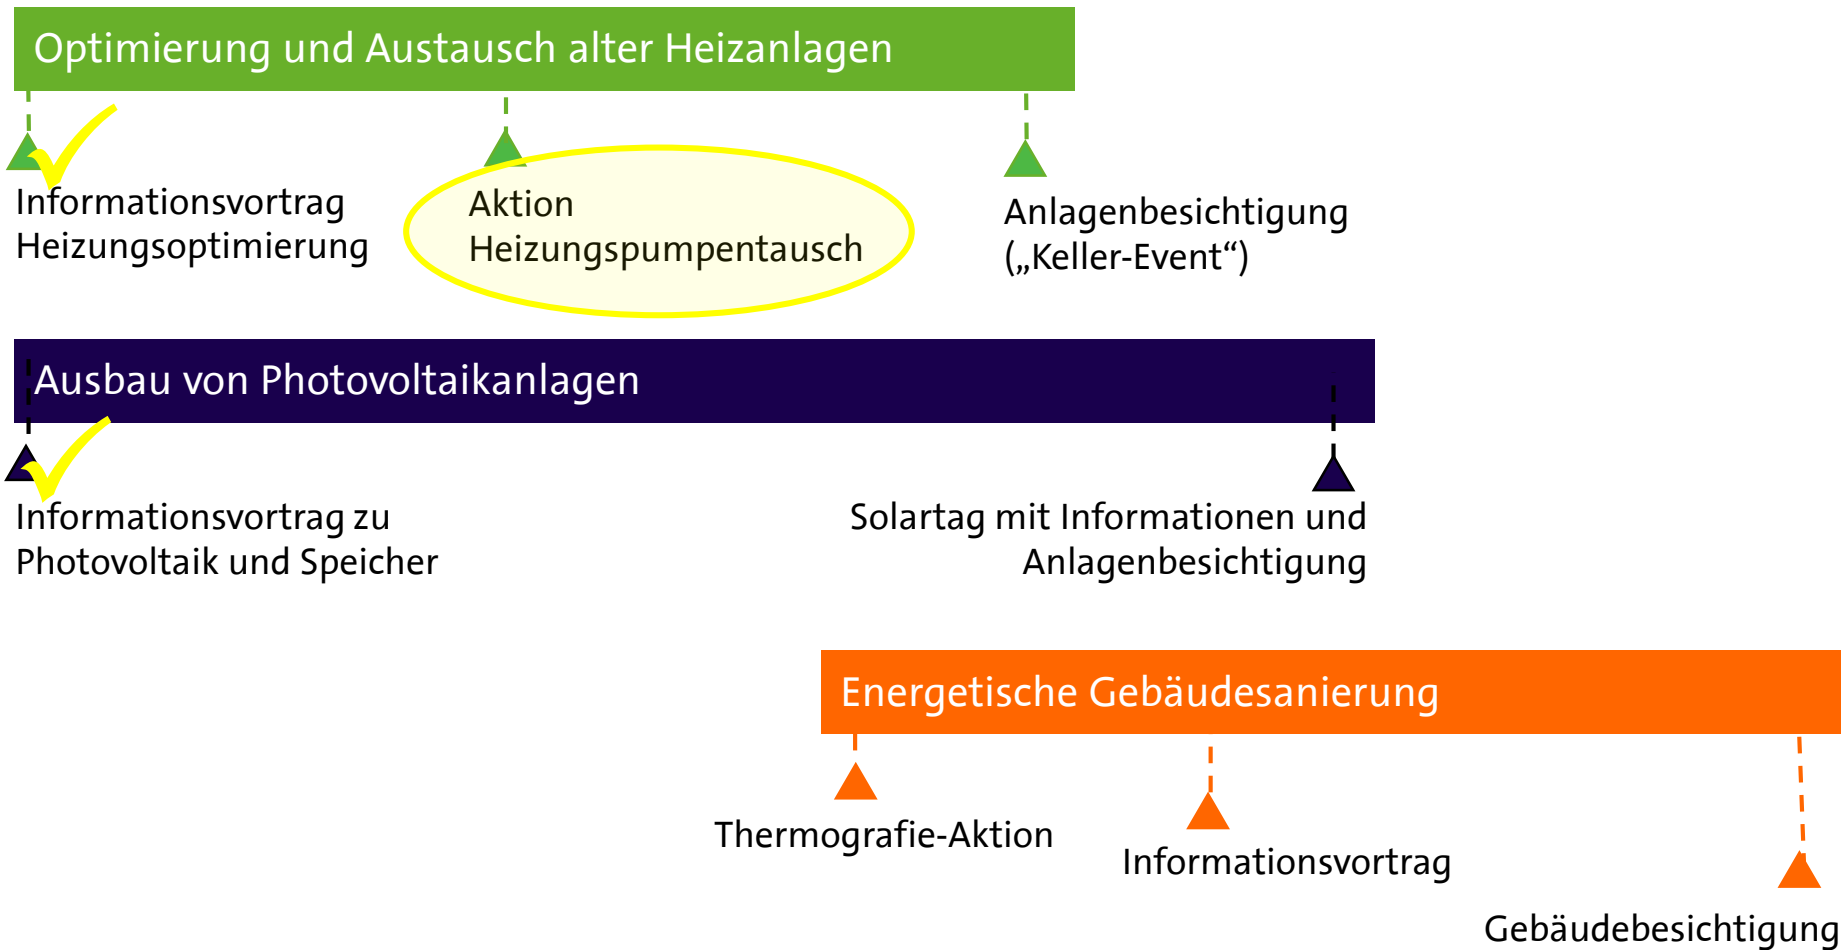 Optimierung und Austausch alter Heizanlagen
Informationsvortrag
Heizungsoptimierung
Aktion
Heizungspumpentausch
Anlagenbesichtigung
(„Keller-Event“)
Ausbau von Photovoltaikanlagen
Informationsvortrag zu
Photovoltaik und Speicher
Solartag mit Informationen und
Anlagenbesichtigung
Energetische Gebäudesanierung
Thermografie-Aktion
Informationsvortrag
Gebäudebesichtigung